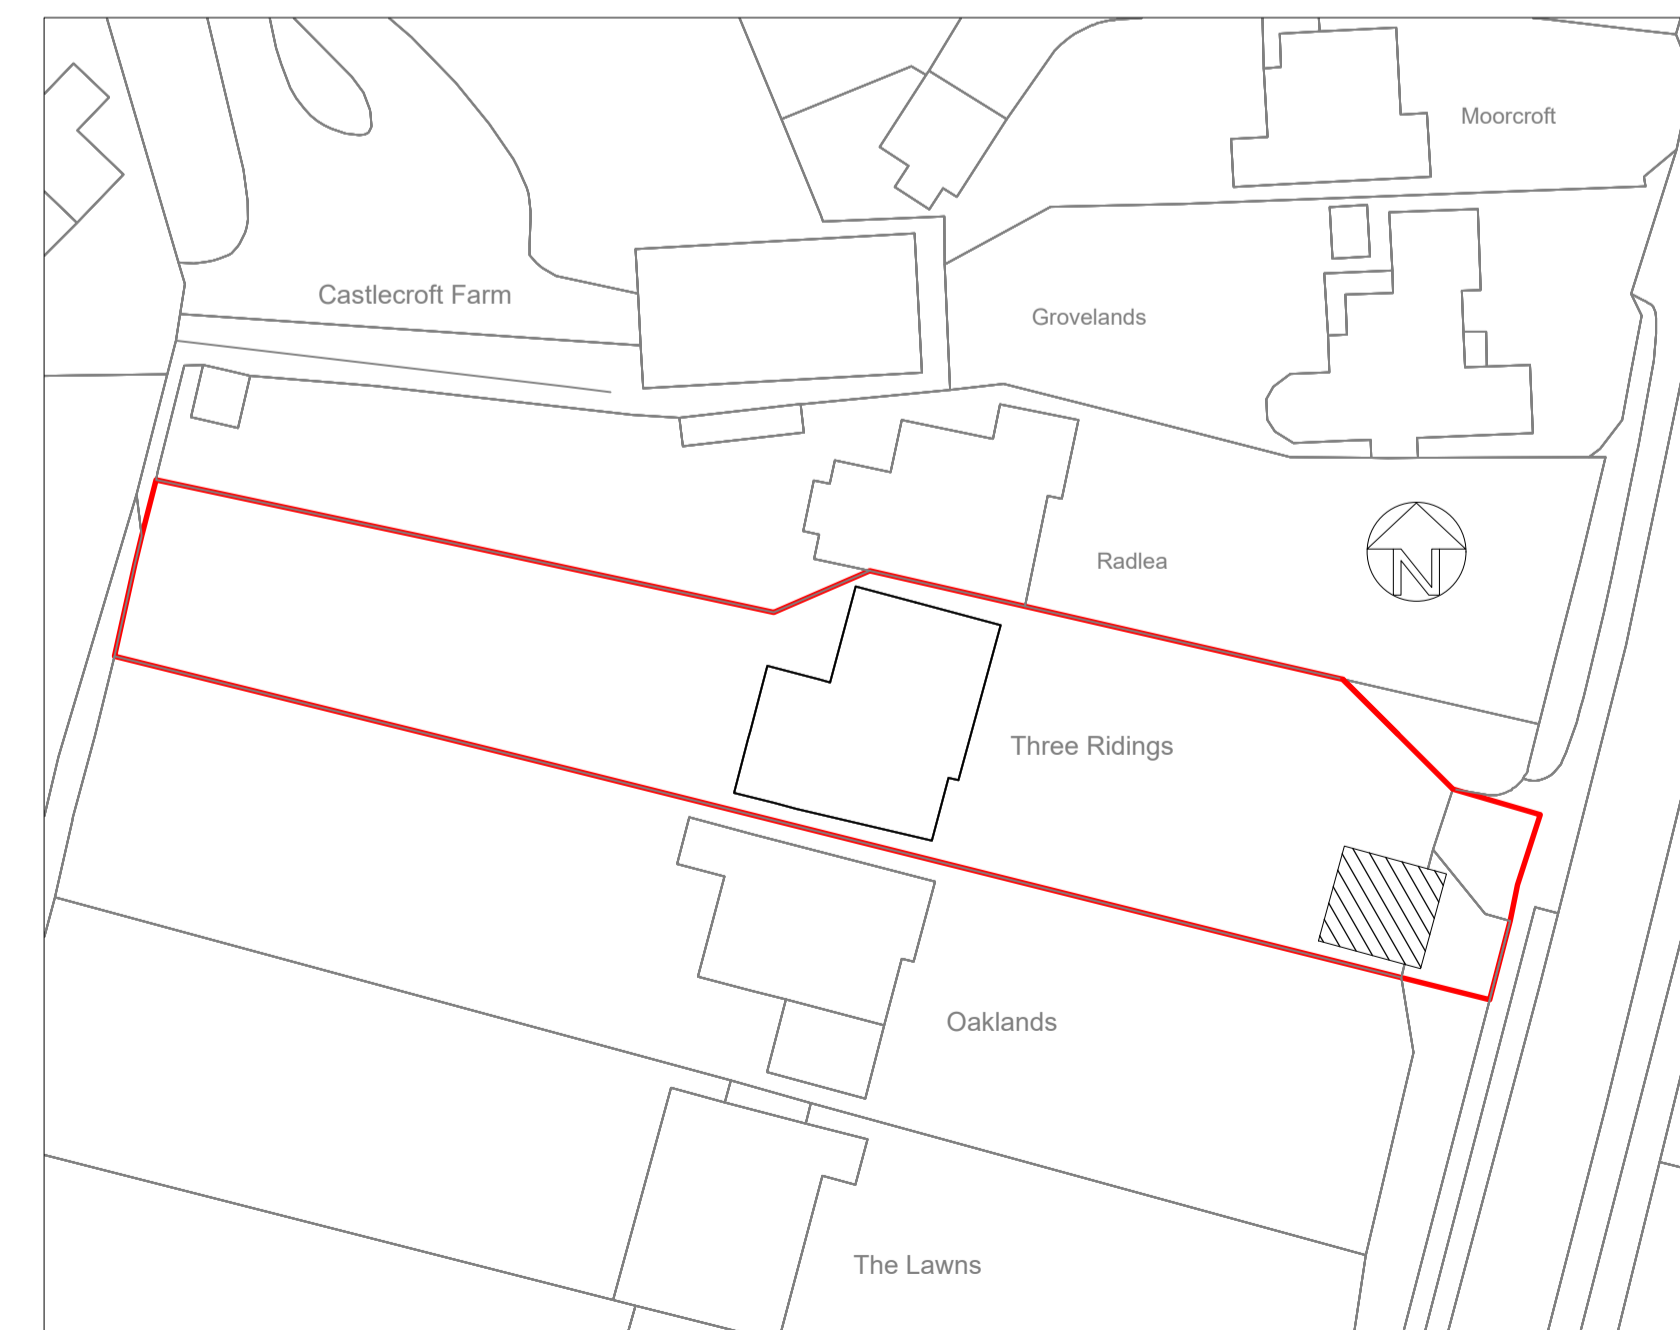 Moorcroft
Castlecroft Farm
Grovelands
Radlea
N
Three Ridings
Oaklands
The Lawns